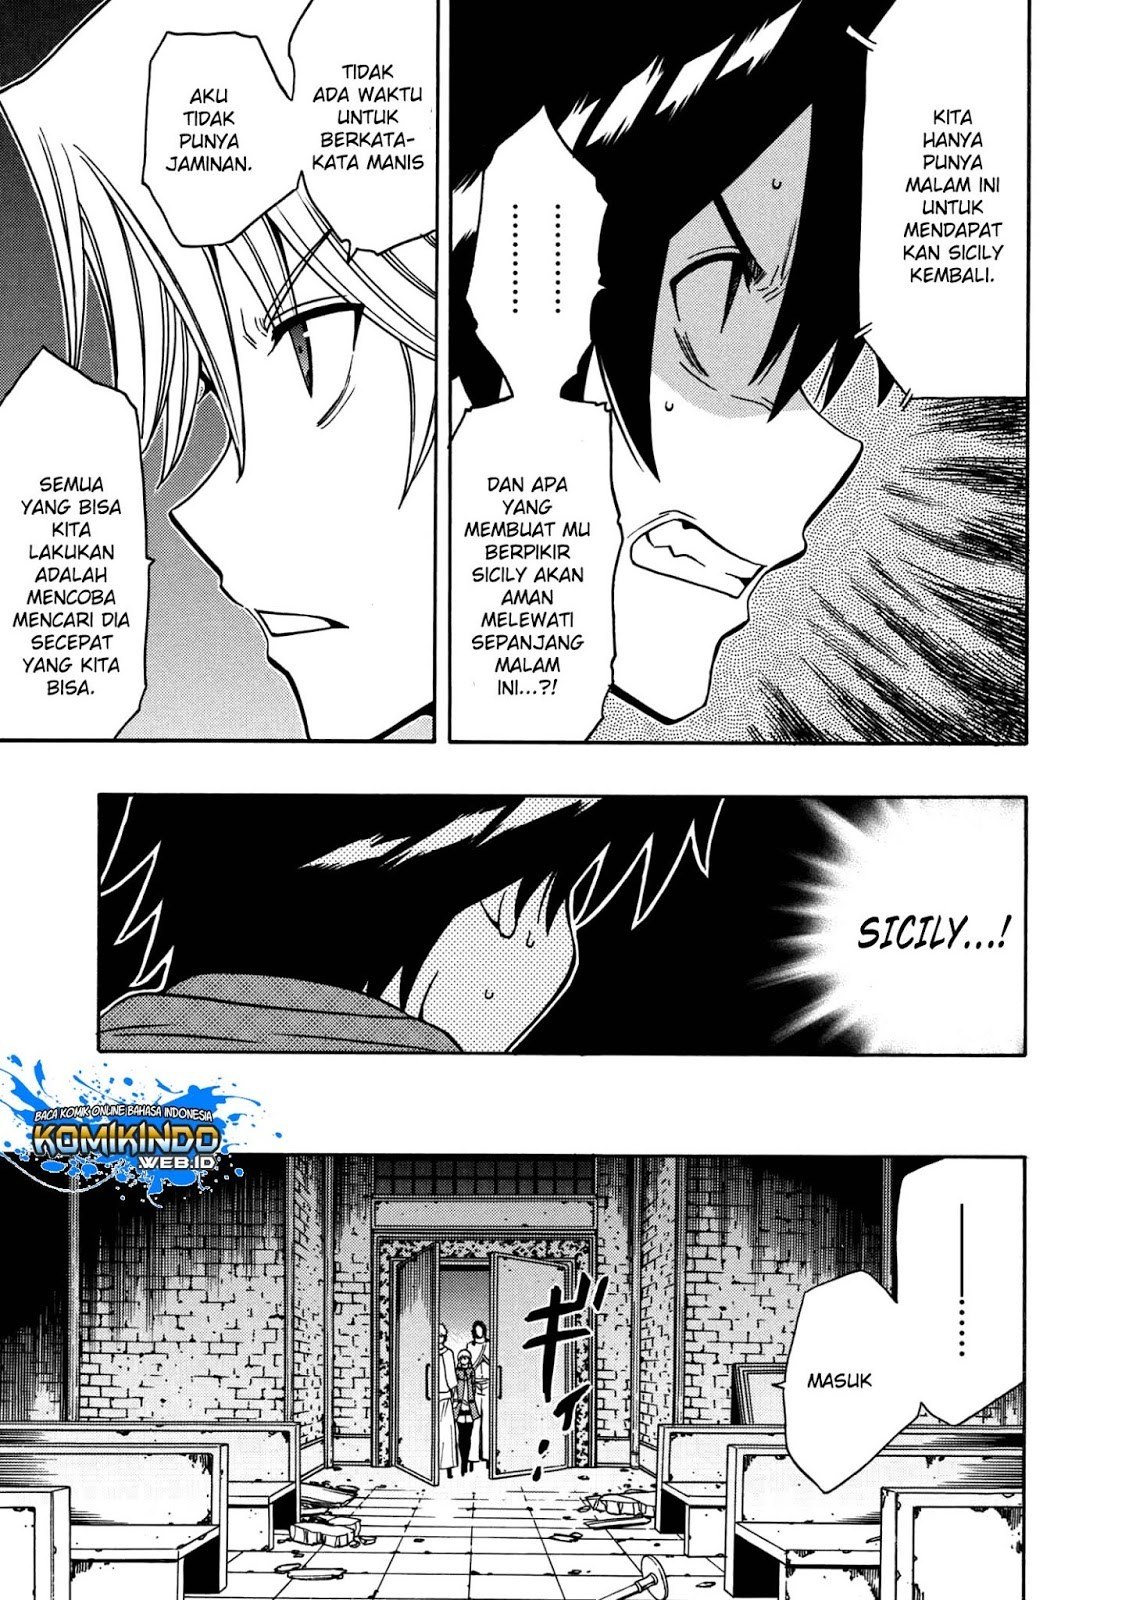 KITA
HANYA
PUNYA
MALAM INI
UNTUK
MENDAPAT
KAN SICILY
KEMBALI.
........
........
DAN APA
YANG
MEMBUAT MU
BERPIKIR
SICILY AKAN
AMAN
MELEWATI
SEPANJANG
MALAM
INI...?!
TIDAK
ADA WAKTU
UNTUK
BERKATA-
KATA MANIS
AKU
TIDAK
PUNYA
JAMINAN.
SEMUA
YANG BISA
KITA
LAKUKAN
ADALAH
MENCOBA
MENCARI DIA
SECEPAT
YANG KITA
BISA.
SICILY...!
BACA KOMIK ONLINE BAHASA INDONESIA
KOMIKINDO
WEB.ID
—......
MASUK
ギィ